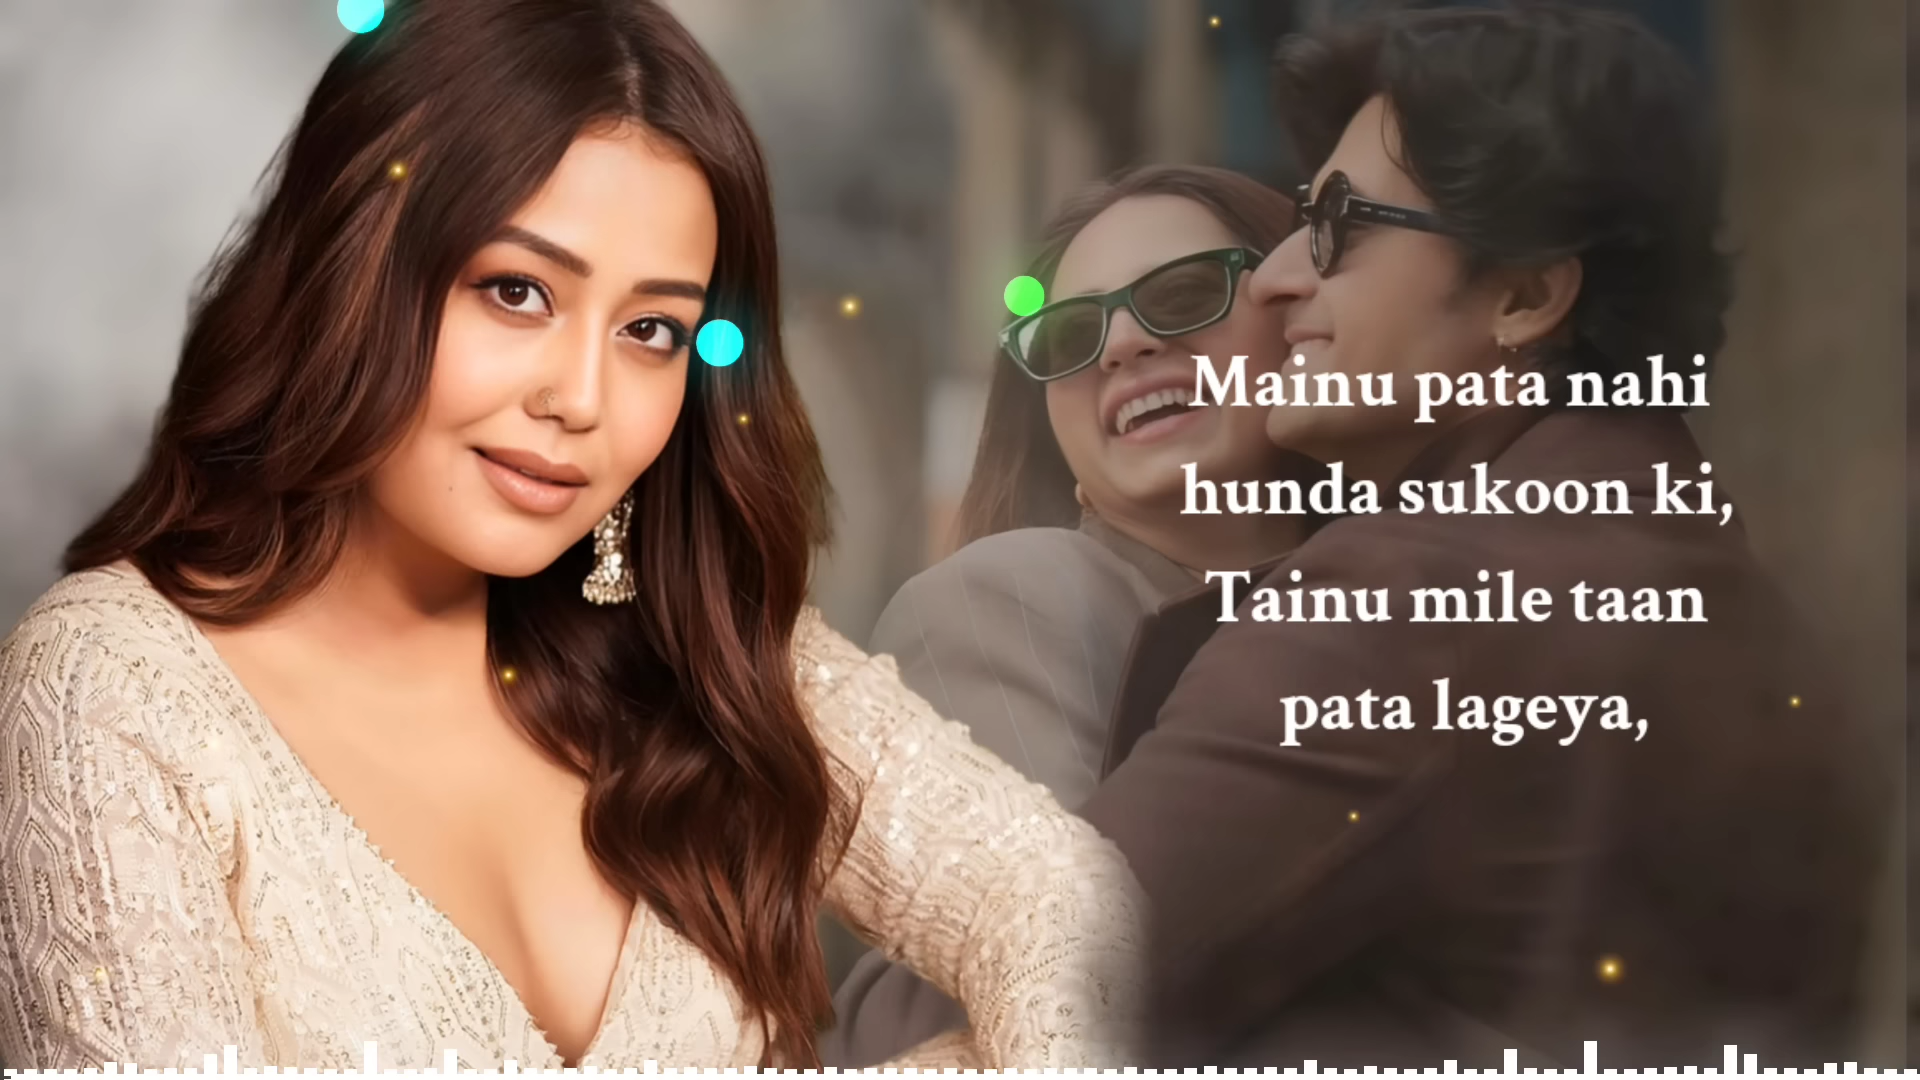 Mainu pata nahi
hunda sukoon ki,
Tainu mile taan
pata lageya,